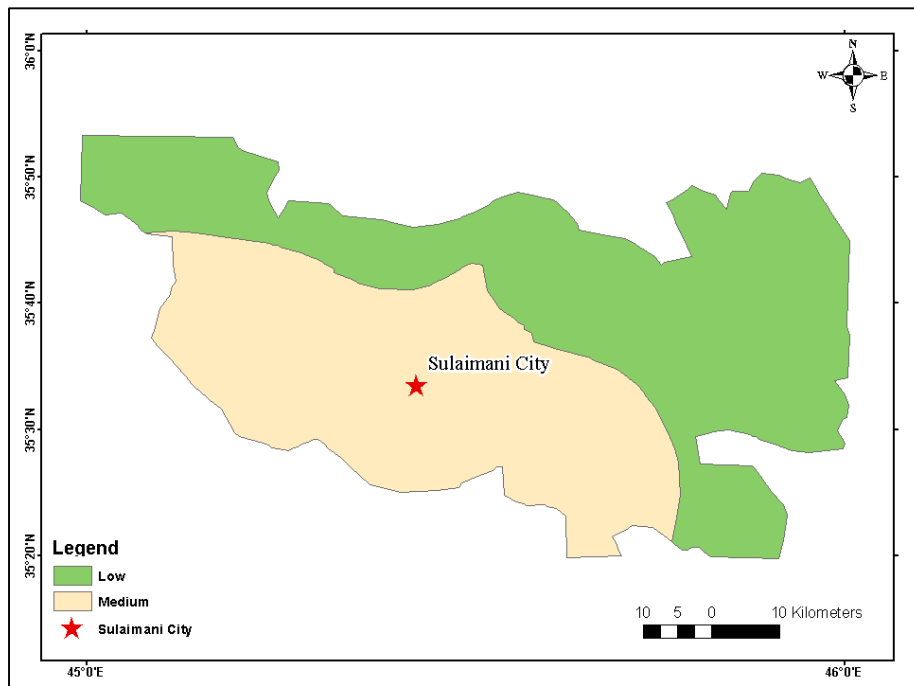 36°0'N
N
W E
S
35°50'N
35°40'N
Sulaimani City
35°30'N
35°20'N
Legend
Low
Medium
Sulaimani City
10 5 0 10 Kilometers
45°0'E 46°0'E